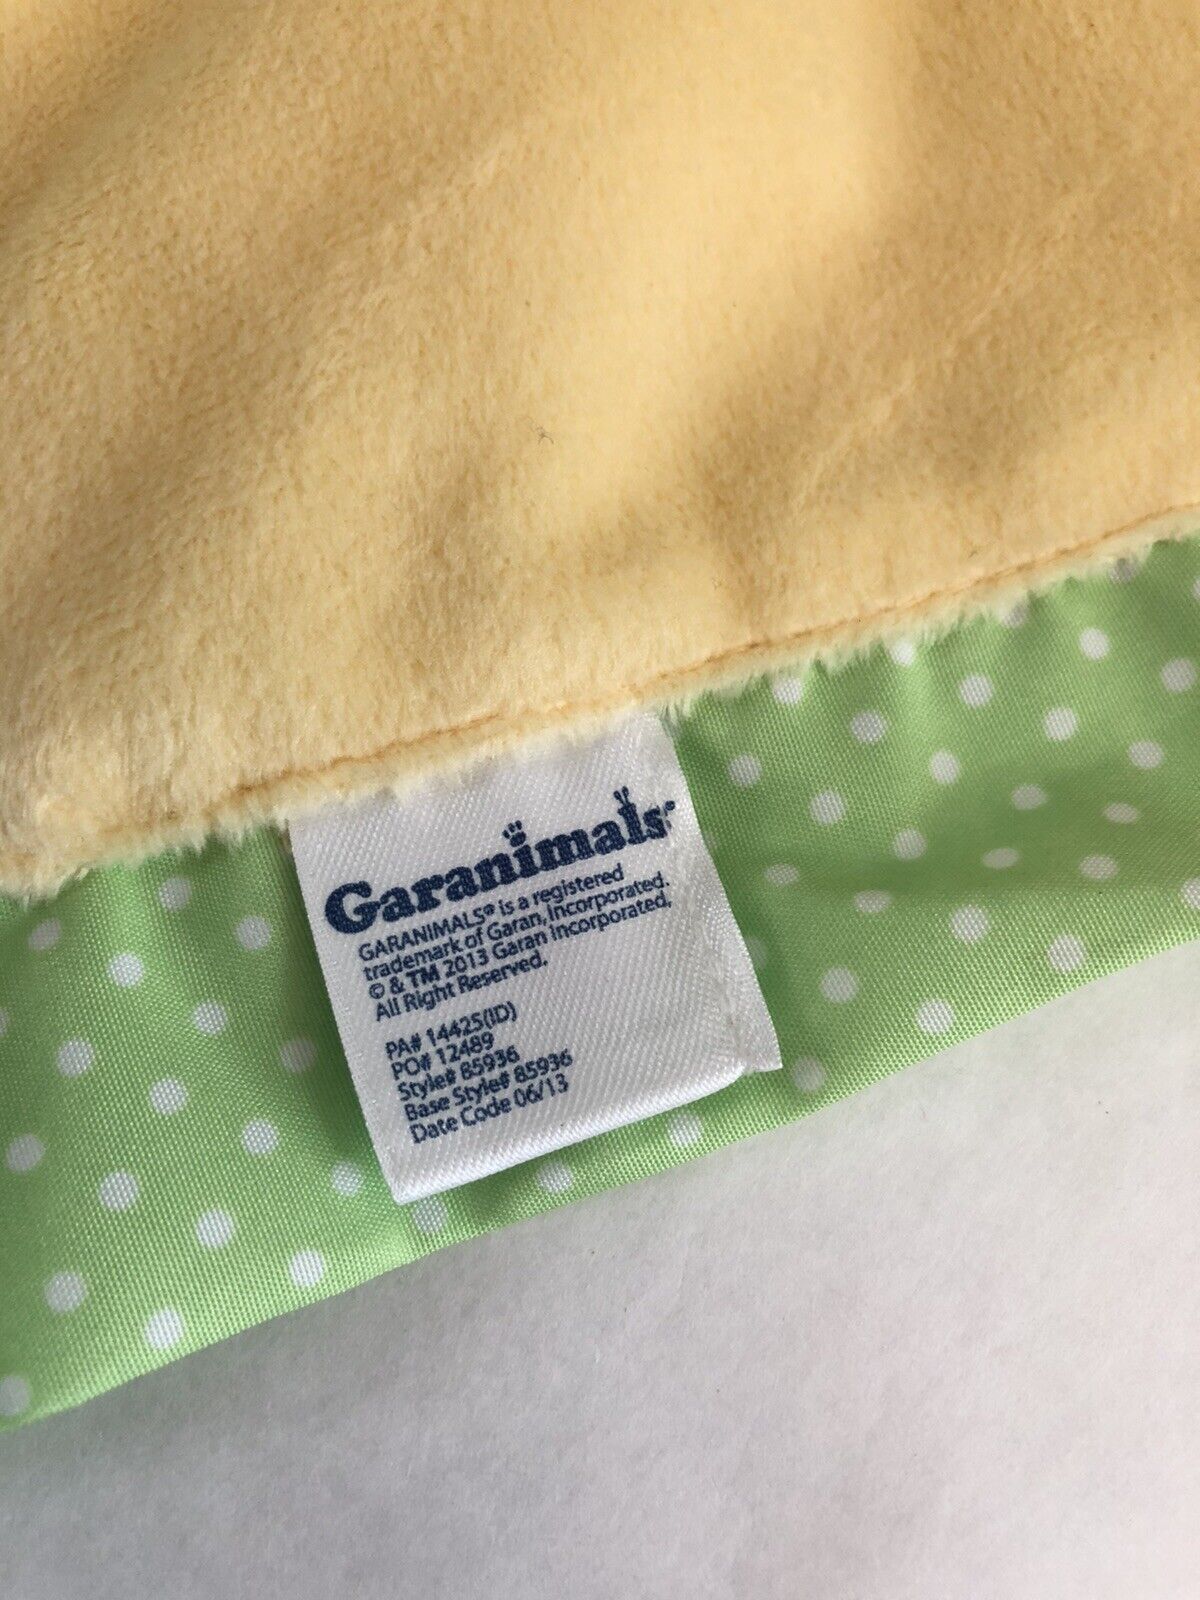 Garanimals®
GARANIMALS® is a registered
trademark of Garan, Incorporated.
© & TM 2013 Garan Incorporated,
All Right Reserved.
PA# 14425(ID)
PO# 12489
Style# 85936
Base Style# 85936
Date Code 06/13